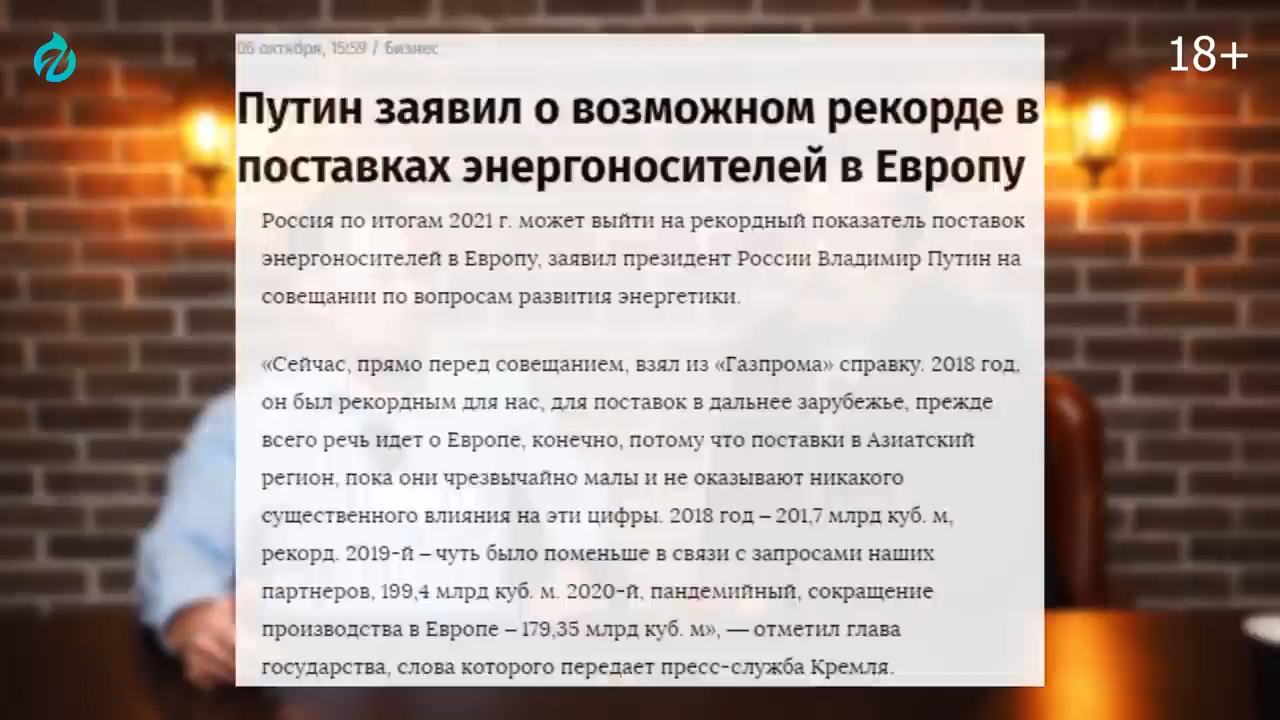 06 октября, 15:59 / Бизнес
18+
Путин заявил о возможном рекорде в
поставках энергоносителей в Европу
Россия по итогам 2021 г. может выйти на рекордный показатель поставок
энергоносителей в Европу, заявил президент России Владимир Путин на
совещании по вопросам развития энергетики.
«Сейчас, прямо перед совещанием, взял из «Газпрома» справку. 2018 год,
он был рекордным для нас, для поставок в дальнее зарубежье, прежде
всего речь идет о Европе, конечно, потому что поставки в Азиатский
регион, пока они чрезвычайно малы и не оказывают никакого
существенного влияния на эти цифры. 2018 год – 201,7 млрд куб. м,
рекорд. 2019-й – чуть было поменьше в связи с запросами наших
партнеров, 199,4 млрд куб. м. 2020-й, пандемийный, сокращение
производства в Европе – 179,35 млрд куб. м», — отметил глава
государства, слова которого передает пресс-служба Кремля.